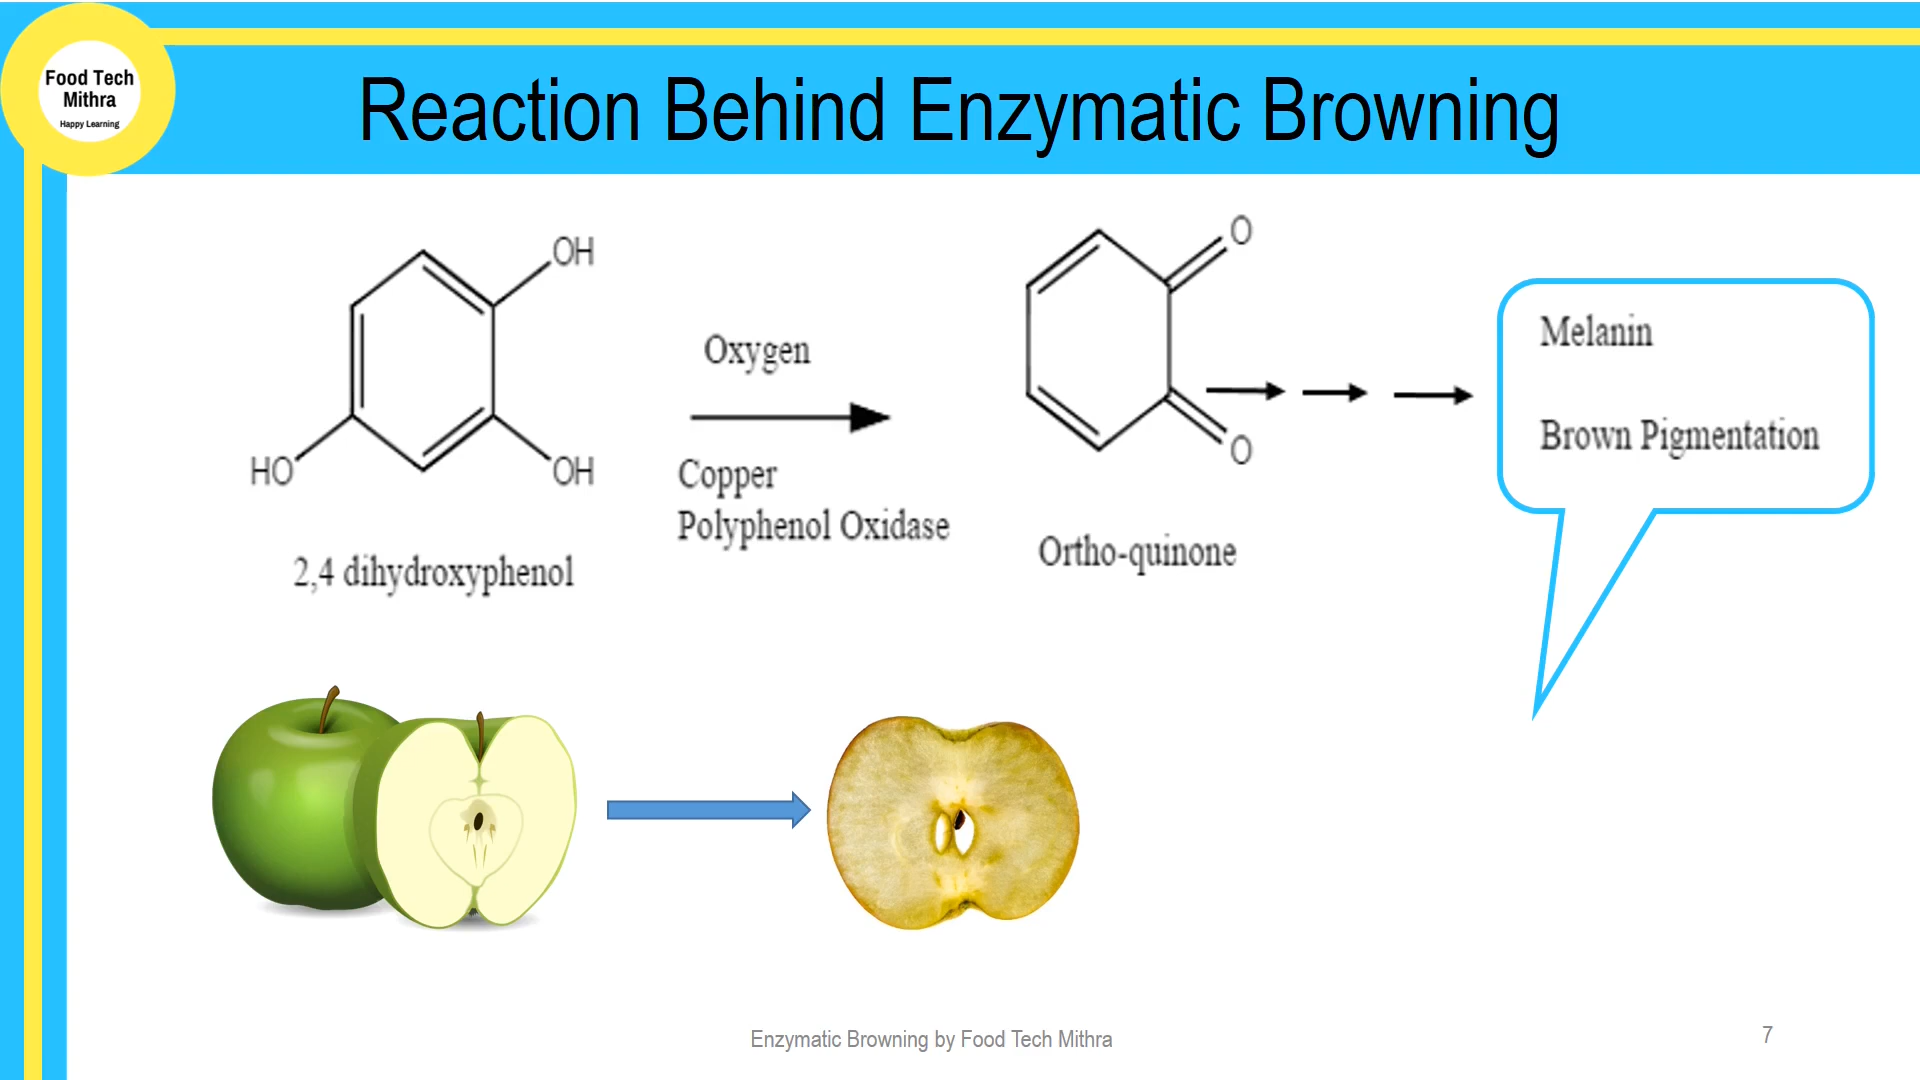 Food Tech
Mithra
Happy Learning
Reaction Behind Enzymatic Browning
OH
HO
OH
2,4 dihydroxyphenol
Oxygen
Copper
Polyphenol Oxidase
O
O
Ortho-quinone
Melanin
Brown Pigmentation
Enzymatic Browning by Food Tech Mithra
7